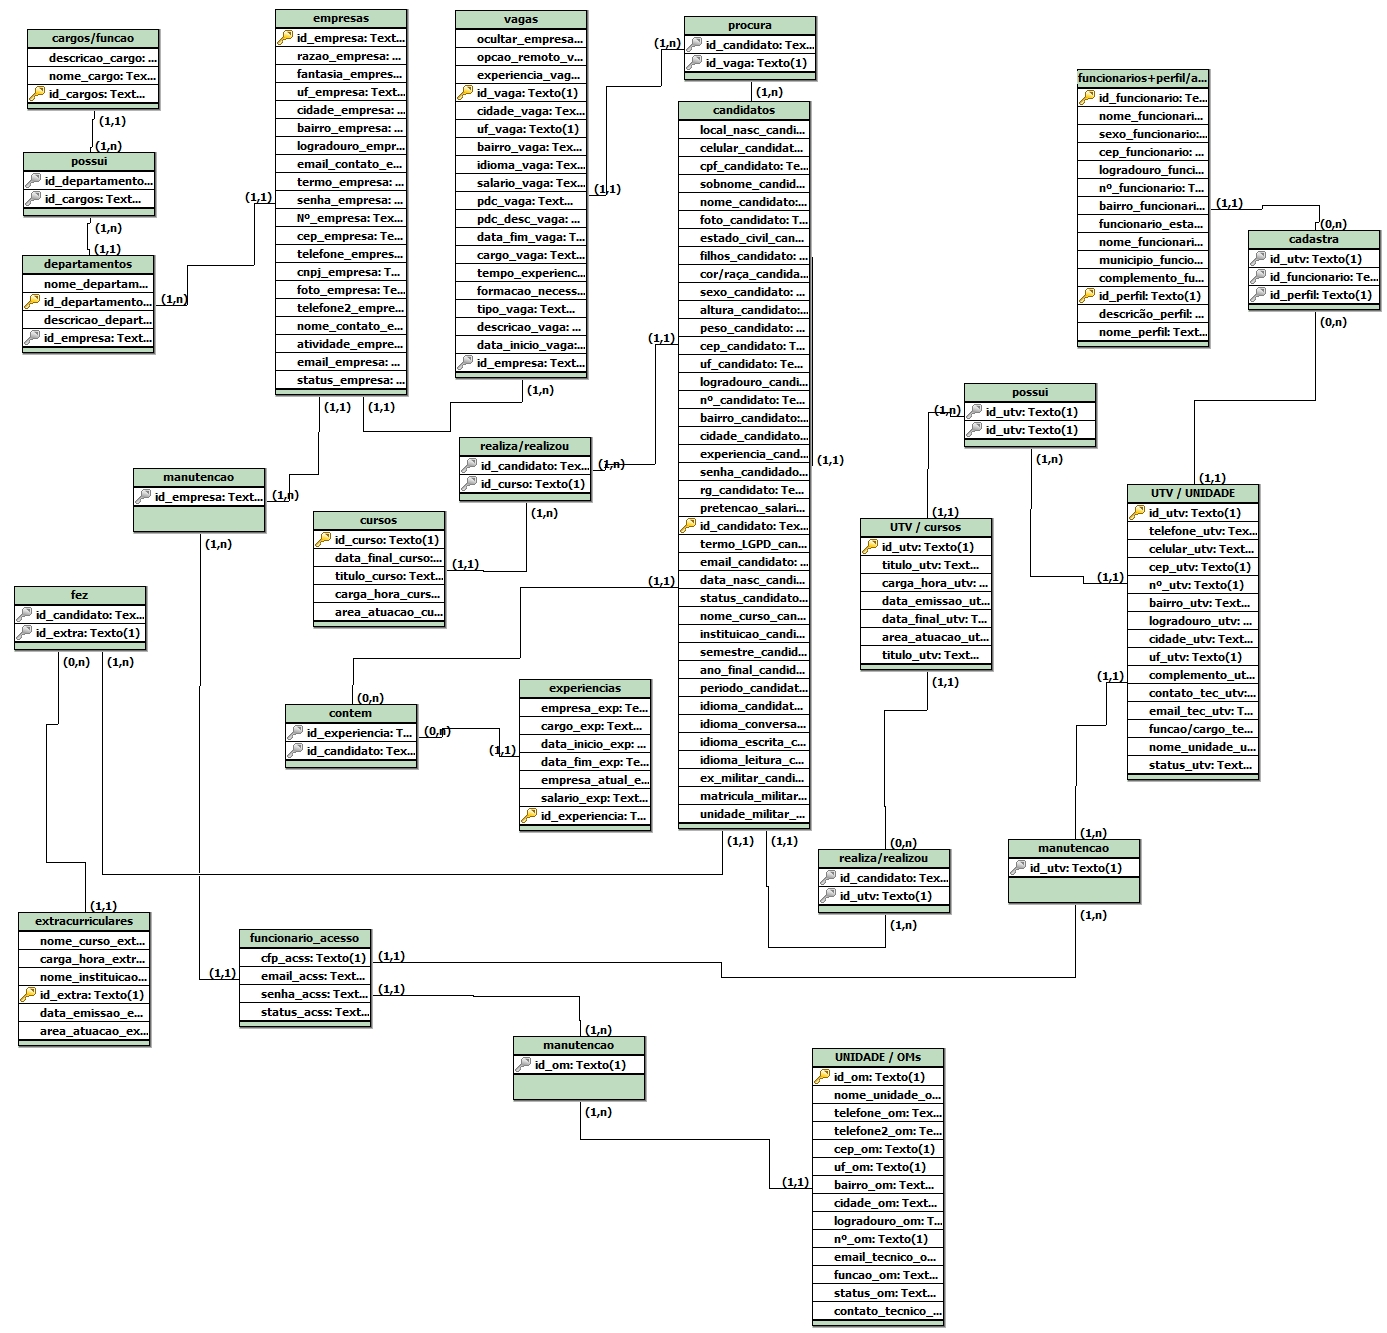 cargos/funcao
descricao_cargo: ...
nome_cargo: Tex...
id_cargos: Text...
(1,1)
(1,n)
possui
id_departamento...
id_cargos: Text...
(1,n)
(1,1)
departamentos
nome_departam...
id_departamento...
descricao_depart...
id_empresa: Text...
(1,n)
empresas
id_empresa: Text...
razao_empresa: ...
fantasia_empres...
uf_empresa: Text...
cidade_empresa: ...
bairro_empresa: ...
logradouro_empr...
email_contato_e...
termo_empresa: ...
senha_empresa: ...
Nº_empresa: Tex...
cep_empresa: Te...
telefone_empres...
cnpj_empresa: T...
foto_empresa: Te...
telefone2_empre...
nome_contato_e...
atividade_empre...
email_empresa: ...
status_empresa: ...
(1,1)
(1,1)
(1,1)
vagas
ocultar_empresa...
opcao_remoto_v...
experiencia_vag...
id_vaga: Texto(1)
cidade_vaga: Tex...
uf_vaga: Texto(1)
bairro_vaga: Tex...
idioma_vaga: Tex...
salario_vaga: Tex...
pdc_vaga: Texto(1)
pdc_desc_vaga: ...
data_fim_vaga: T...
cargo_vaga: Text...
tempo_experienc...
formacao_necess...
tipo_vaga: Text...
descricao_vaga: ...
data_inicio_vaga:...
id_empresa: Text...
(1,1)
(1,n)
procura
id_candidato: Tex...
id_vaga: Texto(1)
(1,n)
(1,n)
candidatos
local_nasc_candi...
celular_candidat...
cpf_candidato: Te...
sobnome_candid...
nome_candidato:...
foto_candidato: T...
estado_civil_can...
filhos_candidato: ...
cor/raça_candida...
sexo_candidato: ...
altura_candidato:...
peso_candidato: ...
cep_candidato: T...
uf_candidato: Te...
logradouro_candi...
nº_candidato: Te...
bairro_candidato:...
cidade_candidato...
experiencia_cand...
senha_candidado...
rg_candidato: Te...
pretencao_salari...
id_candidato: Tex...
termo_LGPD_can...
email_candidato: ...
data_nasc_candi...
status_candidato...
nome_curso_can...
instituicao_candi...
semestre_candid...
ano_final_candid...
periodo_candidat...
idioma_candidat...
idioma_conversa...
idioma_escrita_c...
idioma_leitura_c...
ex_militar_candi...
matricula_militar...
unidade_militar_...
(1,1)
(1,1)
(1,1)
(1,1)
(1,1)
funcionarios+perfil/a...
id_funcionario: Te...
nome_funcionari...
sexo_funcionario:...
cep_funcionario: ...
logradouro_funci...
nº_funcionario: T...
bairro_funcionari...
funcionario_esta...
nome_funcionari...
municipio_funcio...
complemento_fu...
id_perfil: Texto(1)
descricão_perfil: ...
nome_perfil: Text...
(1,1)
(0,n)
cadastra
id_utv: Texto(1)
id_funcionario: Tex...
id_perfil: Texto(1)
(0,n)
possui
id_utv: Texto(1)
id_utv: Texto(1)
(1,n)
(1,n)
realiza/realizou
id_candidato: Tex...
id_curso: Texto(1)
(1,n)
(1,n)
manutencao
id_empresa: Text...
(1,n)
(1,n)
cursos
id_curso: Texto(1)
data_final_curso:...
titulo_curso: Text...
carga_hora_curs...
area_atuacao_cu...
(1,1)
UTV / cursos
id_utv: Texto(1)
titulo_utv: Text...
carga_hora_utv: ...
data_emissao_ut...
data_final_utv: T...
area_atuacao_ut...
titulo_utv: Text...
(1,1)
(1,1)
UTV / UNIDADE
id_utv: Texto(1)
telefone_utv: Tex...
celular_utv: Text...
cep_utv: Texto(1)
nº_utv: Texto(1)
bairro_utv: Text...
logradouro_utv: ...
cidade_utv: Text...
uf_utv: Texto(1)
complemento_ut...
contato_tec_utv:...
email_tec_utv: T...
funcao/cargo_te...
nome_unidade_u...
status_utv: Text...
(1,1)
(1,1)
(1,1)
fez
id_candidato: Tex...
id_extra: Texto(1)
(0,n)
(1,n)
contem
id_experiencia: T...
id_candidato: Tex...
(0,n)
(0,n)
experiencias
empresa_exp: Te...
cargo_exp: Text...
data_inicio_exp: ...
data_fim_exp: Te...
empresa_atual_e...
salario_exp: Text...
id_experiencia: T...
(1,1)
realiza/realizou
id_candidato: Tex...
id_utv: Texto(1)
(0,n)
(1,n)
manutencao
id_utv: Texto(1)
(1,n)
(1,n)
extracurriculares
nome_curso_ext...
carga_hora_extr...
nome_instituicao...
id_extra: Texto(1)
data_emissao_e...
area_atuacao_ex...
(1,1)
funcionario_acesso
cfp_acss: Texto(1)
email_acss: Text...
senha_acss: Text...
status_acss: Text...
(1,1)
(1,1)
(1,1)
manutencao
id_om: Texto(1)
(1,n)
(1,n)
UNIDADE / OMs
id_om: Texto(1)
nome_unidade_o...
telefone_om: Tex...
telefone2_om: Te...
cep_om: Texto(1)
uf_om: Texto(1)
bairro_om: Text...
cidade_om: Text...
logradouro_om: T...
nº_om: Texto(1)
email_tecnico_o...
funcao_om: Text...
status_om: Text...
contato_tecnico_...
(1,1)